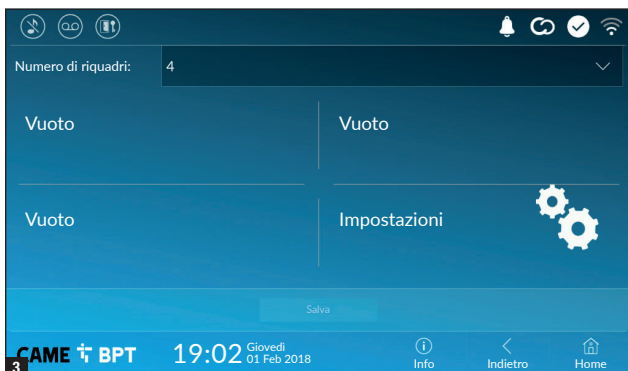 Numero di riquadri: 4
Vuoto
Vuoto
Vuoto
Impostazioni
Salva
3
CAME BPT
19:02 Giovedì
01 Feb 2018
Info
Indietro
Home